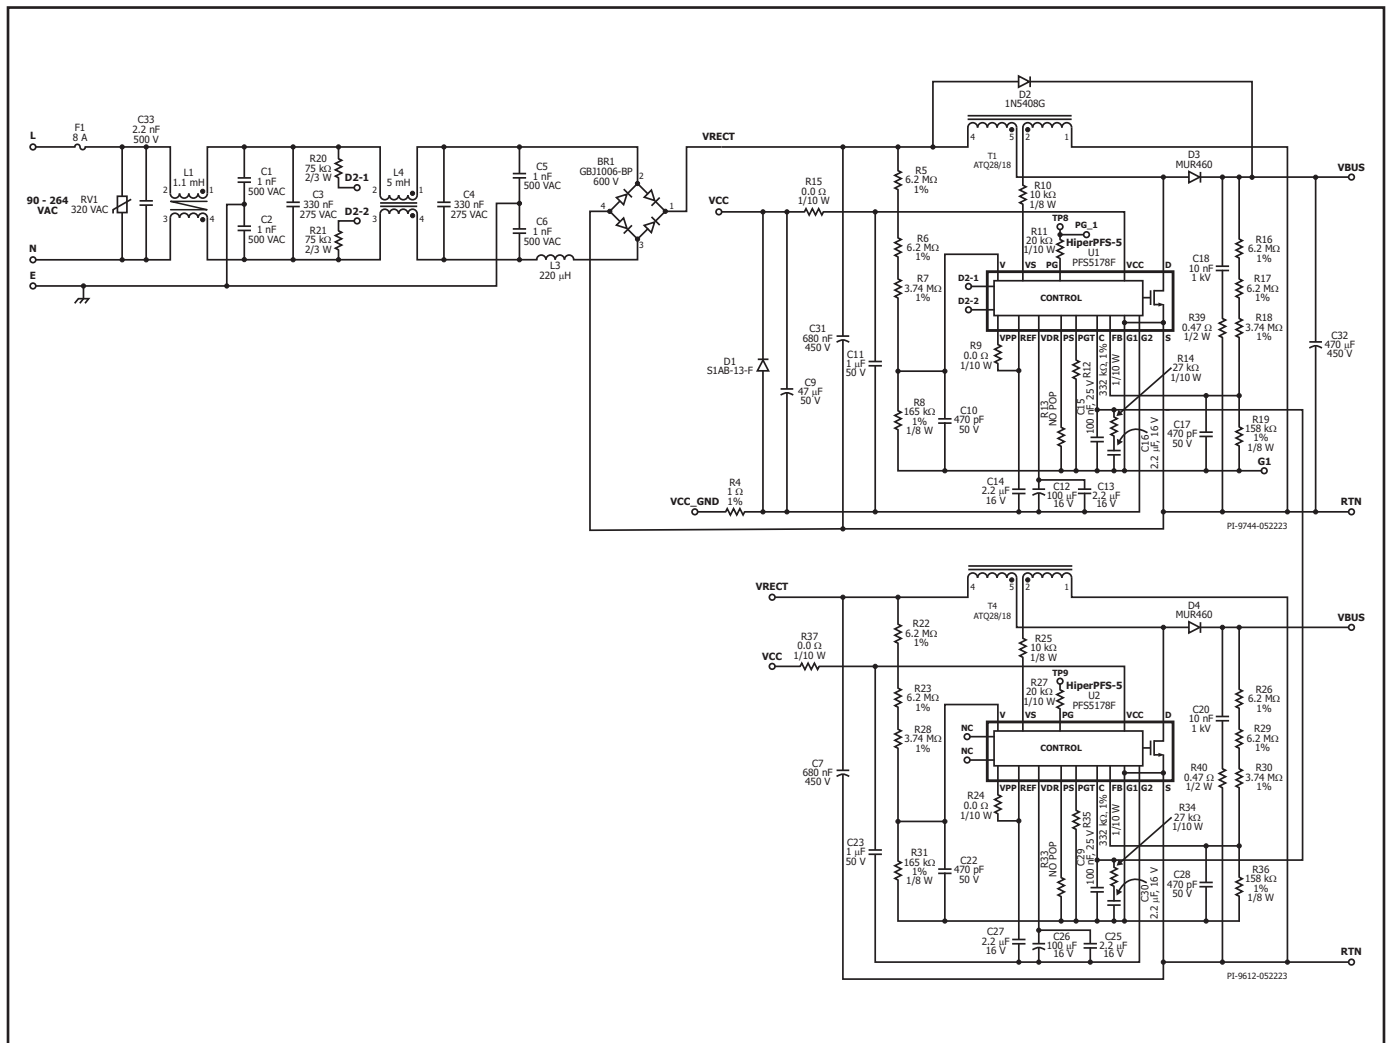 L
F1
8 A
C33
2.2 nF
500 V
90 - 264
VAC
RV1
320 VAC
N
E
L1
1.1 mH
2
1
3
4
C1
1 nF
500 VAC
C2
1 nF
500 VAC
R20
75 kΩ
2/3 W
D2-1
C3
330 nF
275 VAC
D2-2
R21
75 kΩ
2/3 W
L4
5 mH
2
1
3
4
C4
330 nF
275 VAC
C5
1 nF
500 VAC
C6
1 nF
500 VAC
L3
220 µH
BR1
GBJ1006-BP
600 V
2
4
1
3
VRECT
VCC
R15
0.0 Ω
1/10 W
D1
S1AB-13-F
C9
47 µF
50 V
C31
680 nF
450 V
C11
1 µF
50 V
R4
1 Ω
1%
VCC_GND
D2
1N5408G
4
5
2
1
T1
ATQ28/18
R5
6.2 MΩ
1%
R6
6.2 MΩ
1%
R7
3.74 MΩ
1%
R8
165 kΩ
1%
1/8 W
C10
470 pF
50 V
R10
10 kΩ
1/8 W
TP8
PG_1
R11
20 kΩ
1/10 W
HiperPFS-5
U1
PFS5178F
V
VS
PG
VCC
D
D2-1
D2-2
CONTROL
VPP
REF
VDR
PS
PGT
C
FB
G1
G2
S
R9
0.0 Ω
1/10 W
R13
NO POP
C15
100 nF, 25 V
R12
332 kΩ, 1%
1/10 W
R14
27 kΩ
1/10 W
C16
2.2 µF, 16 V
C17
470 pF
50 V
C14
2.2 µF
16 V
C12
100 µF
16 V
C13
2.2 µF
16 V
D3
MUR460
C18
10 nF
1 kV
R39
0.47 Ω
1/2 W
R16
6.2 MΩ
1%
R17
6.2 MΩ
1%
R18
3.74 MΩ
1%
R19
158 kΩ
1%
1/8 W
G1
VBUS
C32
470 µF
450 V
RTN
PI-9744-052223
VRECT
VCC
R37
0.0 Ω
1/10 W
C7
680 nF
450 V
C23
1 µF
50 V
4
5
2
1
T4
ATQ28/18
R22
6.2 MΩ
1%
R23
6.2 MΩ
1%
R28
3.74 MΩ
1%
R31
165 kΩ
1%
1/8 W
C22
470 pF
50 V
R25
10 kΩ
1/8 W
TP9
R27
20 kΩ
1/10 W
HiperPFS-5
U2
PFS5178F
V
VS
PG
VCC
D
NC
NC
CONTROL
VPP
REF
VDR
PS
PGT
C
FB
G1
G2
S
R24
0.0 Ω
1/10 W
R33
NO POP
C29
100 nF, 25 V
R35
332 kΩ, 1%
1/10 W
R34
27 kΩ
1/10 W
C30
2.2 µF, 16 V
C28
470 pF
50 V
C27
2.2 µF
16 V
C26
100 µF
16 V
C25
2.2 µF
16 V
D4
MUR460
C20
10 nF
1 kV
R40
0.47 Ω
1/2 W
R26
6.2 MΩ
1%
R29
6.2 MΩ
1%
R30
3.74 MΩ
1%
R36
158 kΩ
1%
1/8 W
VBUS
RTN
PI-9612-052223